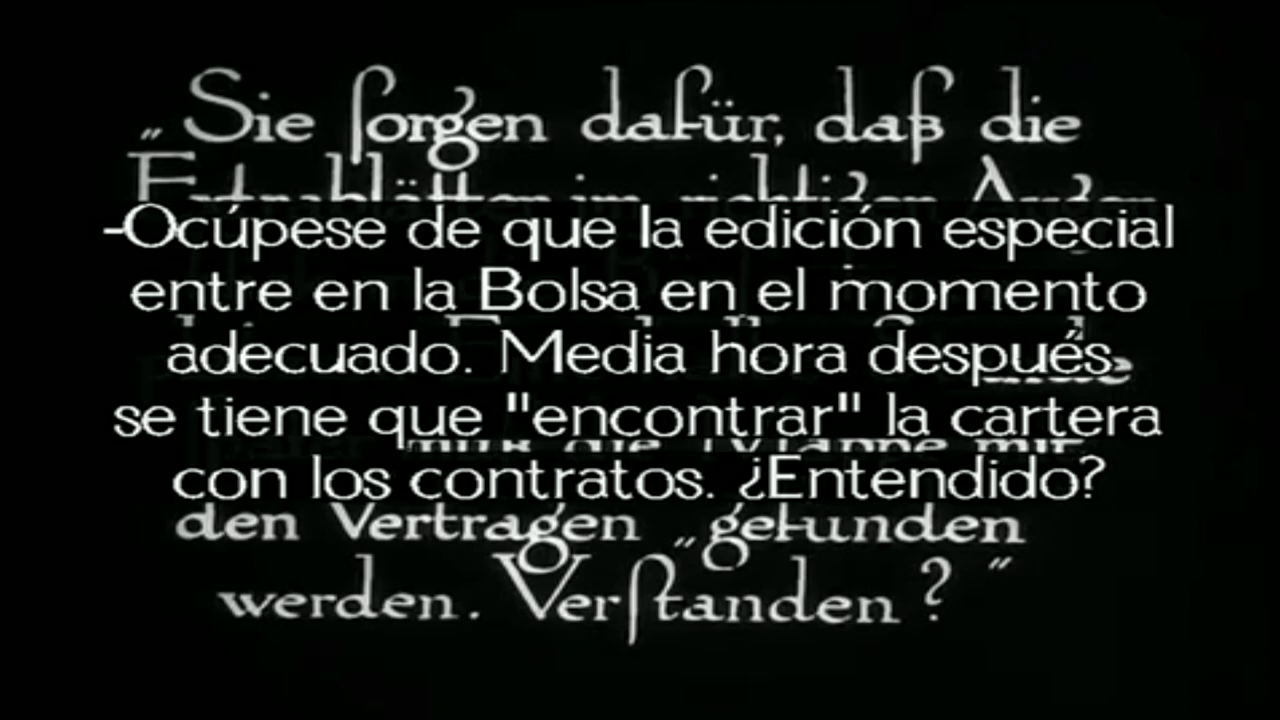 „Sie sorgen dafür, daß die
-Ocúpese de que la edición especial
entre en la Bolsa en el momento
adecuado. Media hora después
se tiene que "encontrar" la cartera
con los contratos. ¿Entendido?
den Verträgen „gefunden
werden. Verstanden?"